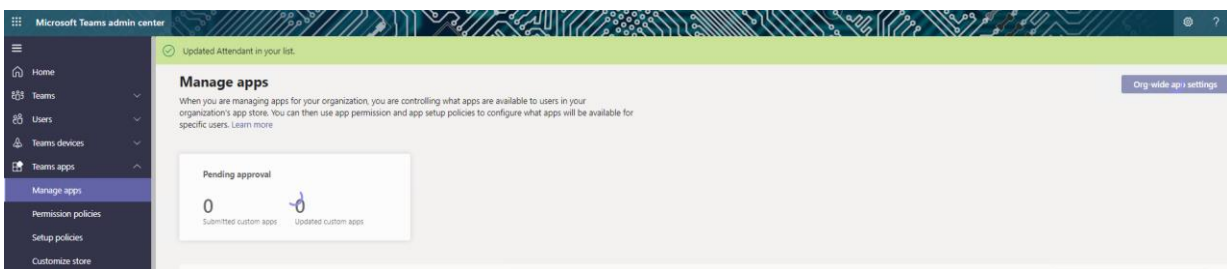 Microsoft Teams admin center
?
Updated Attendant in your list.
Home
Teams
Users
Teams devices
Teams apps
Manage apps
Permission policies
Setup policies
Customize store
Manage apps
When you are managing apps for your organization, you are controlling what apps are available to users in your
organization's app store. You can then use app permission and app setup policies to configure what apps will be available for
specific users. Learn more
Org-wide app settings
Pending approval
0 0
Submitted custom apps Updated custom apps